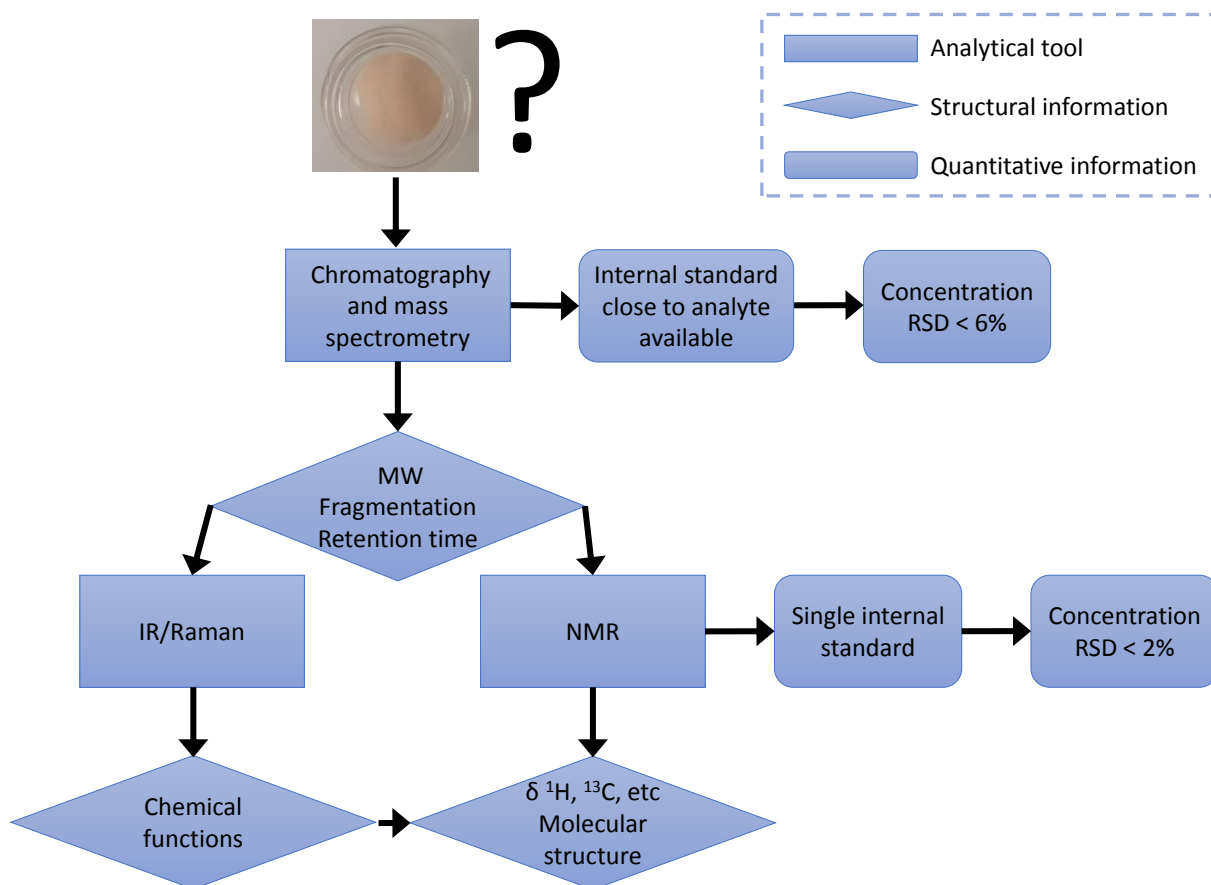 ?
Analytical tool
Structural information
Quantitative information
Chromatography
and mass
spectrometry
Internal standard
close to analyte
available
Concentration
RSD < 6%
MW
Fragmentation
Retention time
IR/Raman
NMR
Single internal
standard
Concentration
RSD < 2%
Chemical
functions
δ ¹H, ¹³C, etc
Molecular
structure